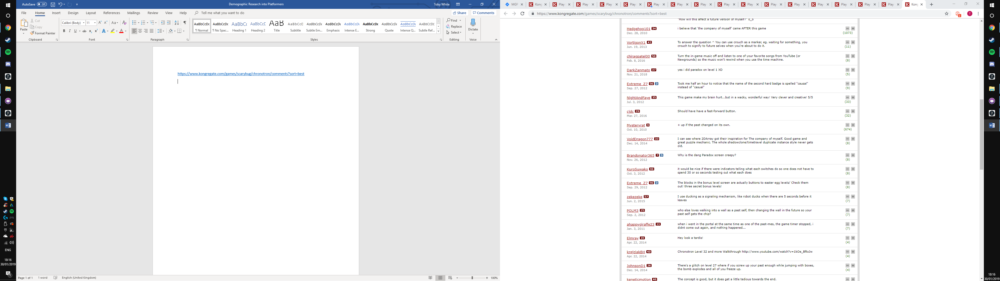 AutoSave Off
Demographic Research into Platformers
Toby White
File Home Insert Design Layout References Mailings Review View Help Tell me what you want to do
Share Comments
Paste
Cut
Copy
Format Painter
Clipboard
Calibri (Body) 11
Font
Paragraph
AaBbCcDc AaBbCcDc AaBbCc AaBbCcC AaB AaBbCcC AaBbCcDc AaBbCcDc AaBbCcDc AaBbCcDc AaBbCcDc AaBbCcDc AABBCCDC
¶ Normal ¶ No Spac... Heading 1 Heading 2 Title Subtitle Subtle Em... Emphasis Intense E... Strong Quote Intense Q... Subtle Ref...
Styles
Find
Replace
Select
Editing
Dictate
Voice
https://www.kongregate.com/games/scarybug/chronotron/comments?sort=best
ENG
18:16
30/01/2019
Page 1 of 1 1 word English (United Kingdom)
100%
MGP Kong Play Play Play Play Play Play Play Play Play Play Play Play Play Play Play Kong
https://www.kongregate.com/games/scarybug/chronotron/comments?sort=best
"How will this affect a future version of myself?" o_o
Hedgehog101 34
Dec. 28, 2010
i believe that 'the company of myself' came AFTER this game
(1073)
VortigonX1 42
Jun. 19, 2013
To answer the question ^ You can use crouch as a marker, eg. waiting for something, you
crouch to signify to future selves when you're about to do it.
(11)
chiragpatel00 58
Feb. 8, 2016
Turn the in-game music off and listen to one of your favorite songs from YouTube (or
Newgrounds) so the music won't rewind when you use the time machine.
(8)
DarkZanmato 37
Nov. 21, 2018
yes i did paradox on level 1 XD
(5)
Extreme_Z7 56 D
Sep. 27, 2012
Took me half an hour to notice that the name of the second hard badge is spelled "causal"
instead of "casual"
(9)
NightAndFaye 35
Jul. 3, 2012
This game make my brain hurt...but in a wacky, wonderful way! Very clever and creative! 5/5
(33)
cjdc 29
Mar. 27, 2016
Should have have a fast-forward button.
(32)
Mysteryrat 9
Oct. 10, 2010
+ up if the past changed on its own.
(674)
VoidDragon777 33
Dec. 14, 2014
I can see where 2DArray got their inspiration for The company of myself. Good game and
great puzzle mechanic. The whole shadowclone/timetravel duplicate instance style never gets
old.
(8)
Brandonator365 7 D
Nov. 26, 2012
Why is the dang Paradox screen creepy?
(8)
KuroSuwako 46
Oct. 3, 2012
it would be nice if there were indicators telling what each switches do so one does not have to
spend 30 or so seconds testing out what each does
(8)
Extreme_Z7 56 D
Sep. 29, 2012
The blocks in the bonus level screen are actually buttons to easter egg levels/ Check them
out! three secret bonus levels!
(8)
zekezeke 57
Jun. 2, 2015
I use ducking as a signaling mechanism, like robot ducks when there are 5 seconds before it
leaves
(7)
POLM3 25
Sep. 2, 2012
who else loves walking into a wall as a past self, then changing the wall in the future so your
past self gets the chip?
(7)
ahappygiraffe23 13
Jan. 3, 2011
when i went in the portal at the same time as one of the past-mes, the game timer stopped, i
didnt come out again, and nothing happened...
(7)
Elmray 19
Apr. 22, 2014
Hey look a tardis!
(4)
krejziakBH 40
Apr. 22, 2014
Chronotron Level 32 and more Walkthrough http://www.youtube.com/watch?v=1kOe_BftxJw
(4)
JohnsonD1 26
Dec. 14, 2014
There's a glitch on level 27 where if you screw up your past enough while jumping with boxes,
the bomb explodes and all of you freeze up.
(4)
keneticmotion 46
The concept is good, but it does get a little tedious towards the end.
18:16
30/01/2019